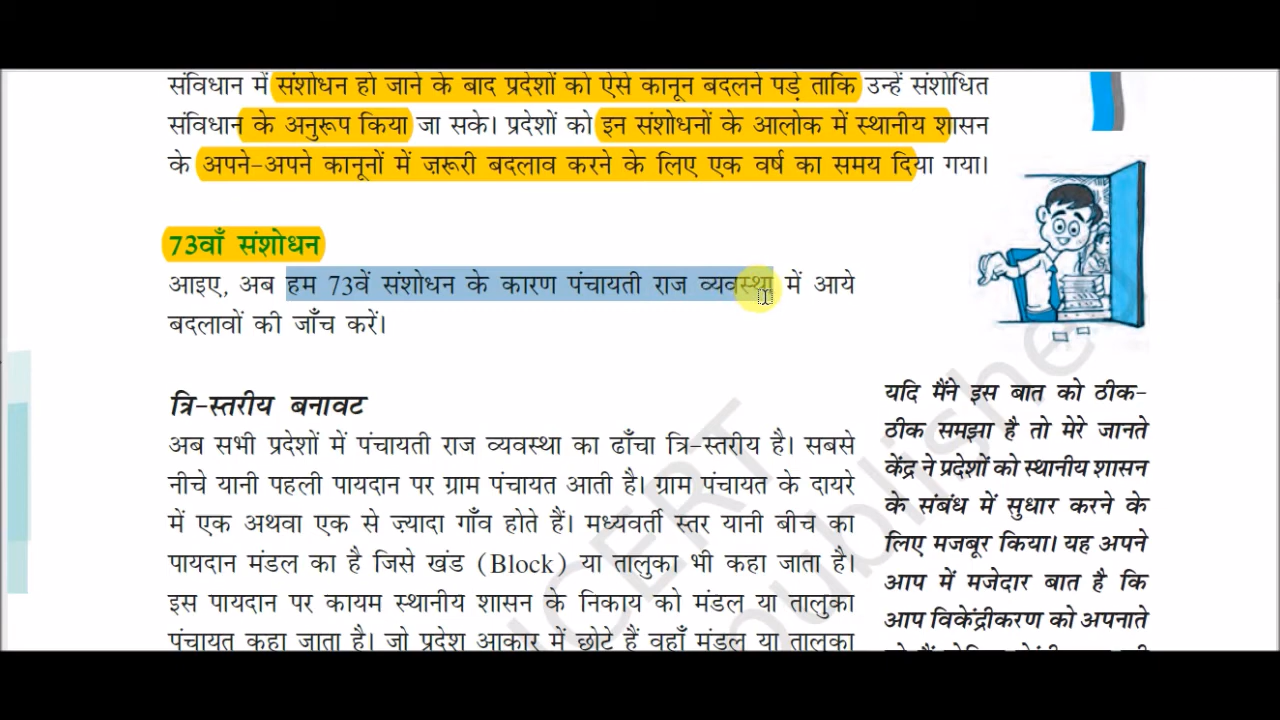 संविधान में संशोधन हो जाने के बाद प्रदेशों को ऐसे कानून बदलने पड़े ताकि उन्हें संशोधित
संविधान के अनुरूप किया जा सके। प्रदेशों को इन संशोधनों के आलोक में स्थानीय शासन
के अपने-अपने कानूनों में ज़रूरी बदलाव करने के लिए एक वर्ष का समय दिया गया।
73वाँ संशोधन
आइए, अब हम 73वें संशोधन के कारण पंचायती राज व्यवस्था में आये
बदलावों की जाँच करें।
त्रि-स्तरीय बनावट
अब सभी प्रदेशों में पंचायती राज व्यवस्था का ढाँचा त्रि-स्तरीय है। सबसे
नीचे यानी पहली पायदान पर ग्राम पंचायत आती है। ग्राम पंचायत के दायरे
में एक अथवा एक से ज़्यादा गाँव होते हैं। मध्यवर्ती स्तर यानी बीच का
पायदान मंडल का है जिसे खंड (Block) या तालुका भी कहा जाता है।
इस पायदान पर कायम स्थानीय शासन के निकाय को मंडल या तालुका
पंचायत कहा जाता है। जो प्रदेश आकार में छोटे हैं वहाँ मंडल या तालुका
यदि मैंने इस बात को ठीक-
ठीक समझा है तो मेरे जानते
केंद्र ने प्रदेशों को स्थानीय शासन
के संबंध में सुधार करने के
लिए मजबूर किया। यह अपने
आप में मजेदार बात है कि
आप विकेंद्रीकरण को अपनाते